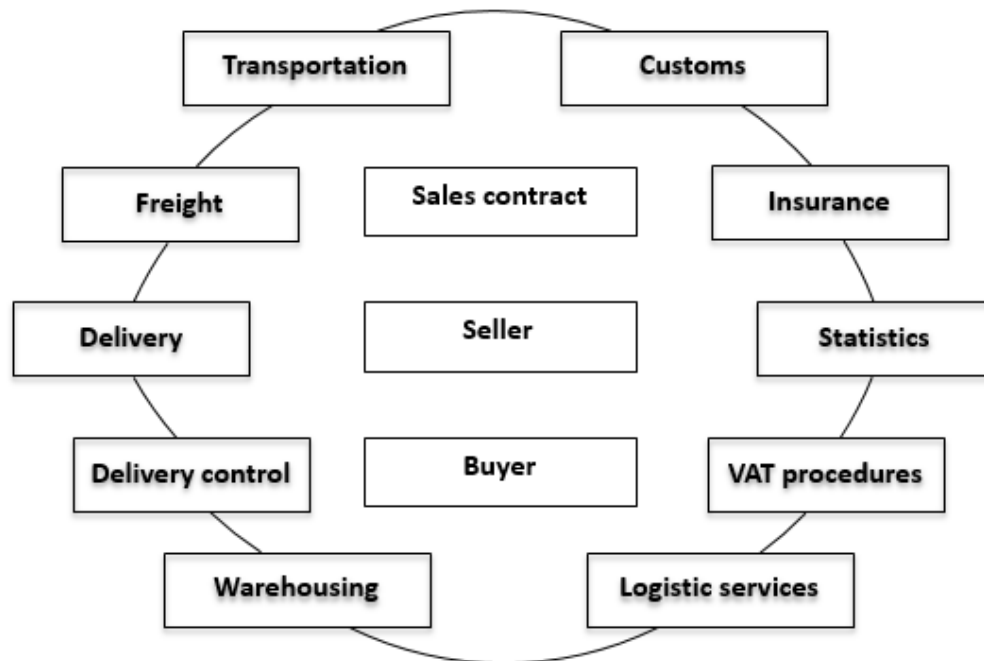 Transportation
Customs
Freight
Sales contract
Insurance
Delivery
Seller
Statistics
Delivery control
Buyer
VAT procedures
Warehousing
Logistic services